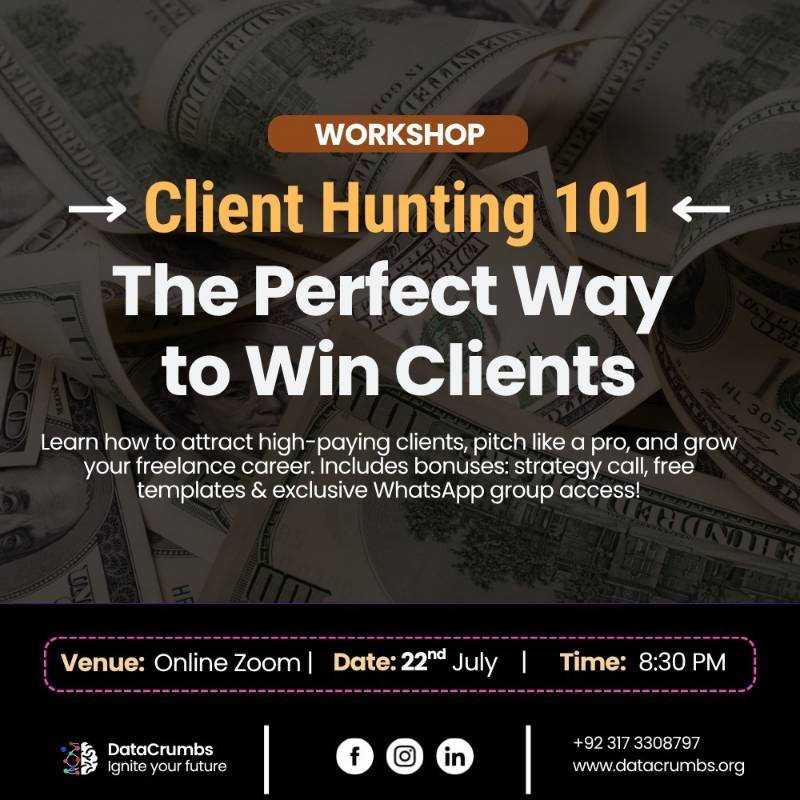 WORKSHOP
Client Hunting 101
The Perfect Way
to Win Clients
Learn how to attract high-paying clients, pitch like a pro, and grow
your freelance career. Includes bonuses: strategy call, free
templates & exclusive WhatsApp group access!
Venue: Online Zoom | Date: 22nd July | Time: 8:30 PM
DataCrumbs
Ignite your future
+92 317 3308797
www.datacrumbs.org